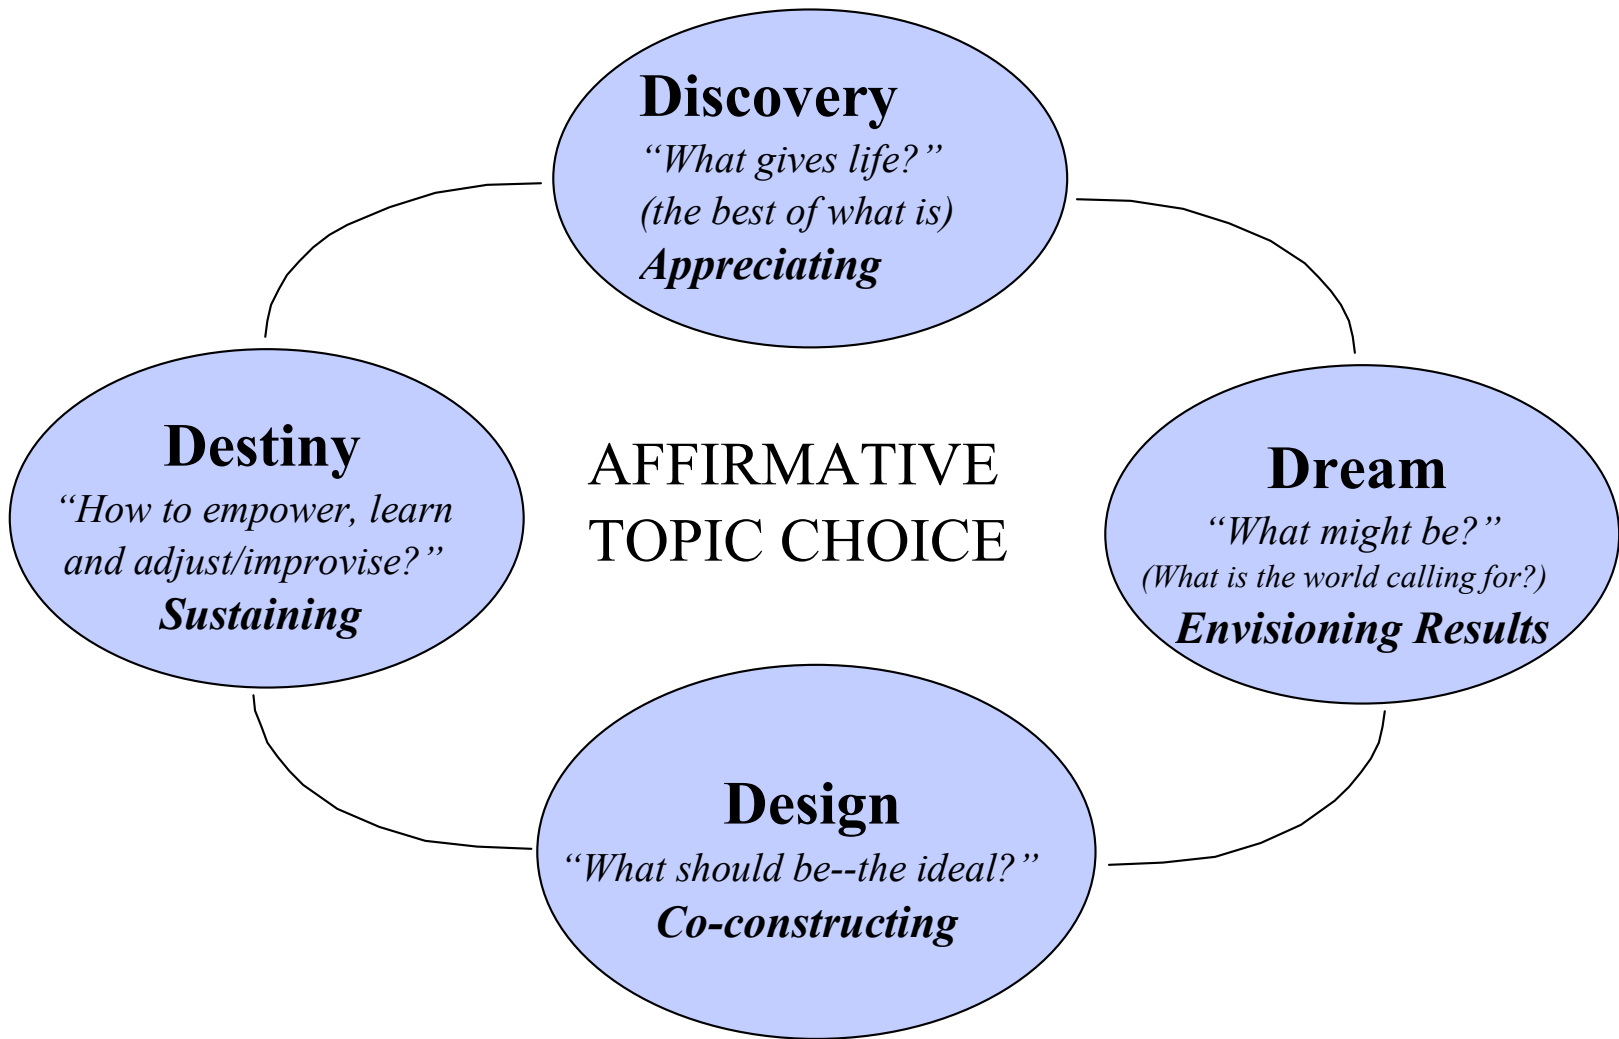 Discovery
“What gives life?”
(the best of what is)
Appreciating
Destiny
“How to empower, learn
and adjust/improvise?”
Sustaining
AFFIRMATIVE
TOPIC CHOICE
Dream
“What might be?”
(What is the world calling for?)
Envisioning Results
Design
“What should be--the ideal?”
Co-constructing